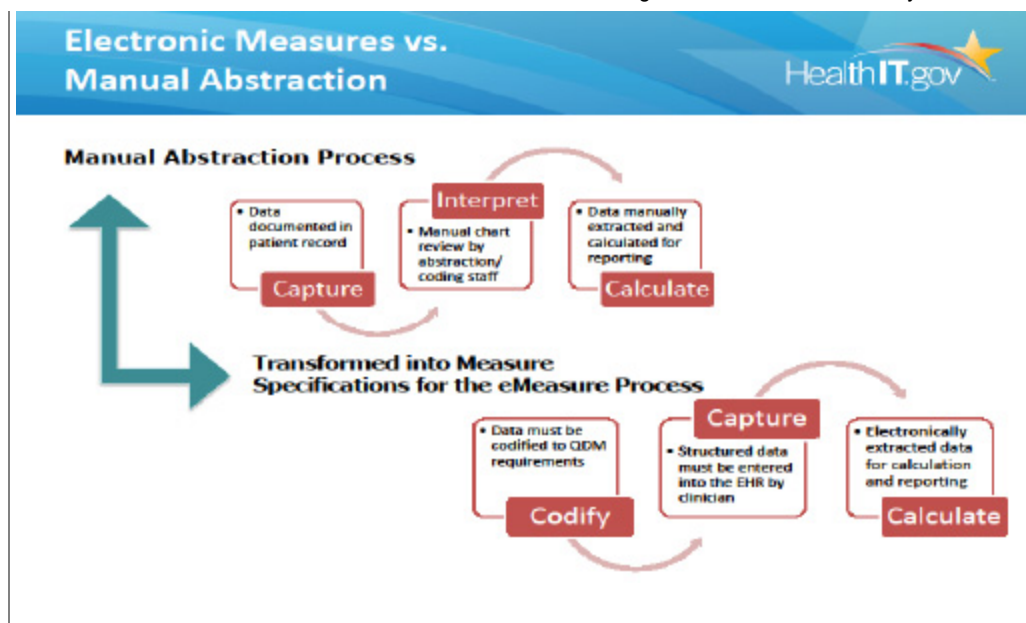 Electronic Measures vs.
Manual Abstraction
HealthIT.gov
Manual Abstraction Process
• Data
documented in
patient record
Capture
Interpret
• Manual chart
review by
abstraction/
coding staff
• Data manually
extracted and
calculated for
reporting
Calculate
Transformed into Measure
Specifications for the eMeasure Process
• Data must be
codified to QDM
requirements
Codify
Capture
• Structured data
must be entered
into the EHR by
clinician
• Electronically
extracted data
for calculation
and reporting
Calculate